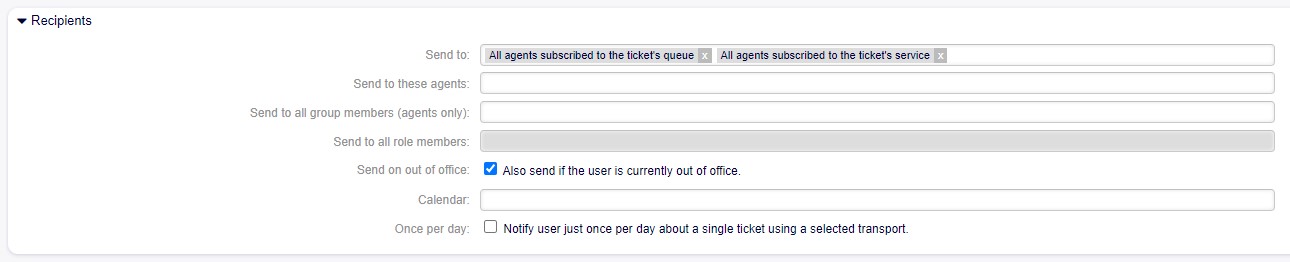 Recipients
Send to: All agents subscribed to the ticket's queue x All agents subscribed to the ticket's service x
Send to these agents:
Send to all group members (agents only):
Send to all role members:
Send on out of office: Also send if the user is currently out of office.
Calendar:
Once per day: Notify user just once per day about a single ticket using a selected transport.